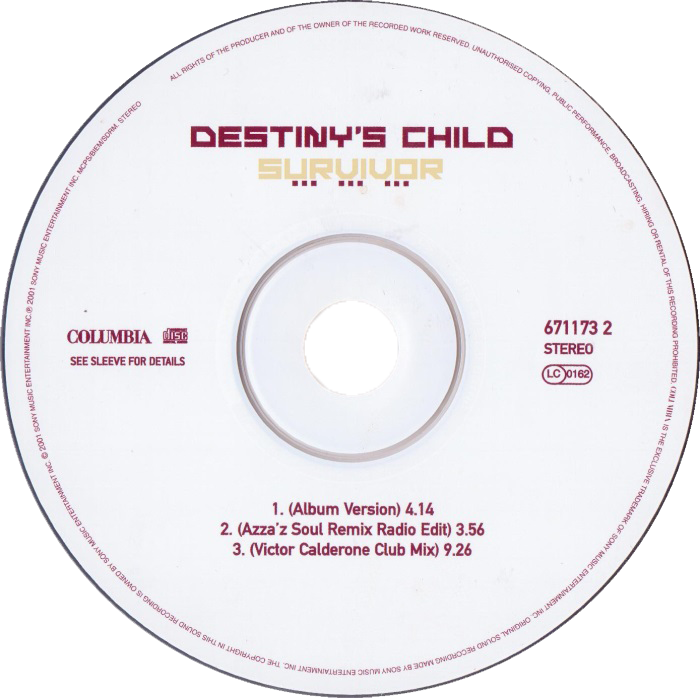 DESTINY'S CHILD
SURVIVOR
COLUMBIA
COMPACT disc DIGITAL AUDIO
SEE SLEEVE FOR DETAILS
671173 2
STEREO
LC 0162
1. (Album Version) 4.14
2. (Azza'z Soul Remix Radio Edit) 3.56
3. (Victor Calderone Club Mix) 9.26
ALL RIGHTS OF THE PRODUCER AND OF THE OWNER OF THE RECORDED WORK RESERVED. UNAUTHORISED COPYING, PUBLIC PERFORMANCE, BROADCASTING, HIRING OR RENTAL OF THIS RECORDING PROHIBITED. COLUMBIA IS THE EXCLUSIVE TRADEMARK OF SONY MUSIC ENTERTAINMENT INC. ORIGINAL SOUND RECORDING MADE BY SONY MUSIC ENTERTAINMENT INC. THE COPYRIGHT IN THIS SOUND RECORDING IS OWNED BY SONY MUSIC ENTERTAINMENT INC. © 2001 SONY MUSIC ENTERTAINMENT INC.℗ 2001 SONY MUSIC ENTERTAINMENT INC. MCPS/BIEM/SDRM. STEREO